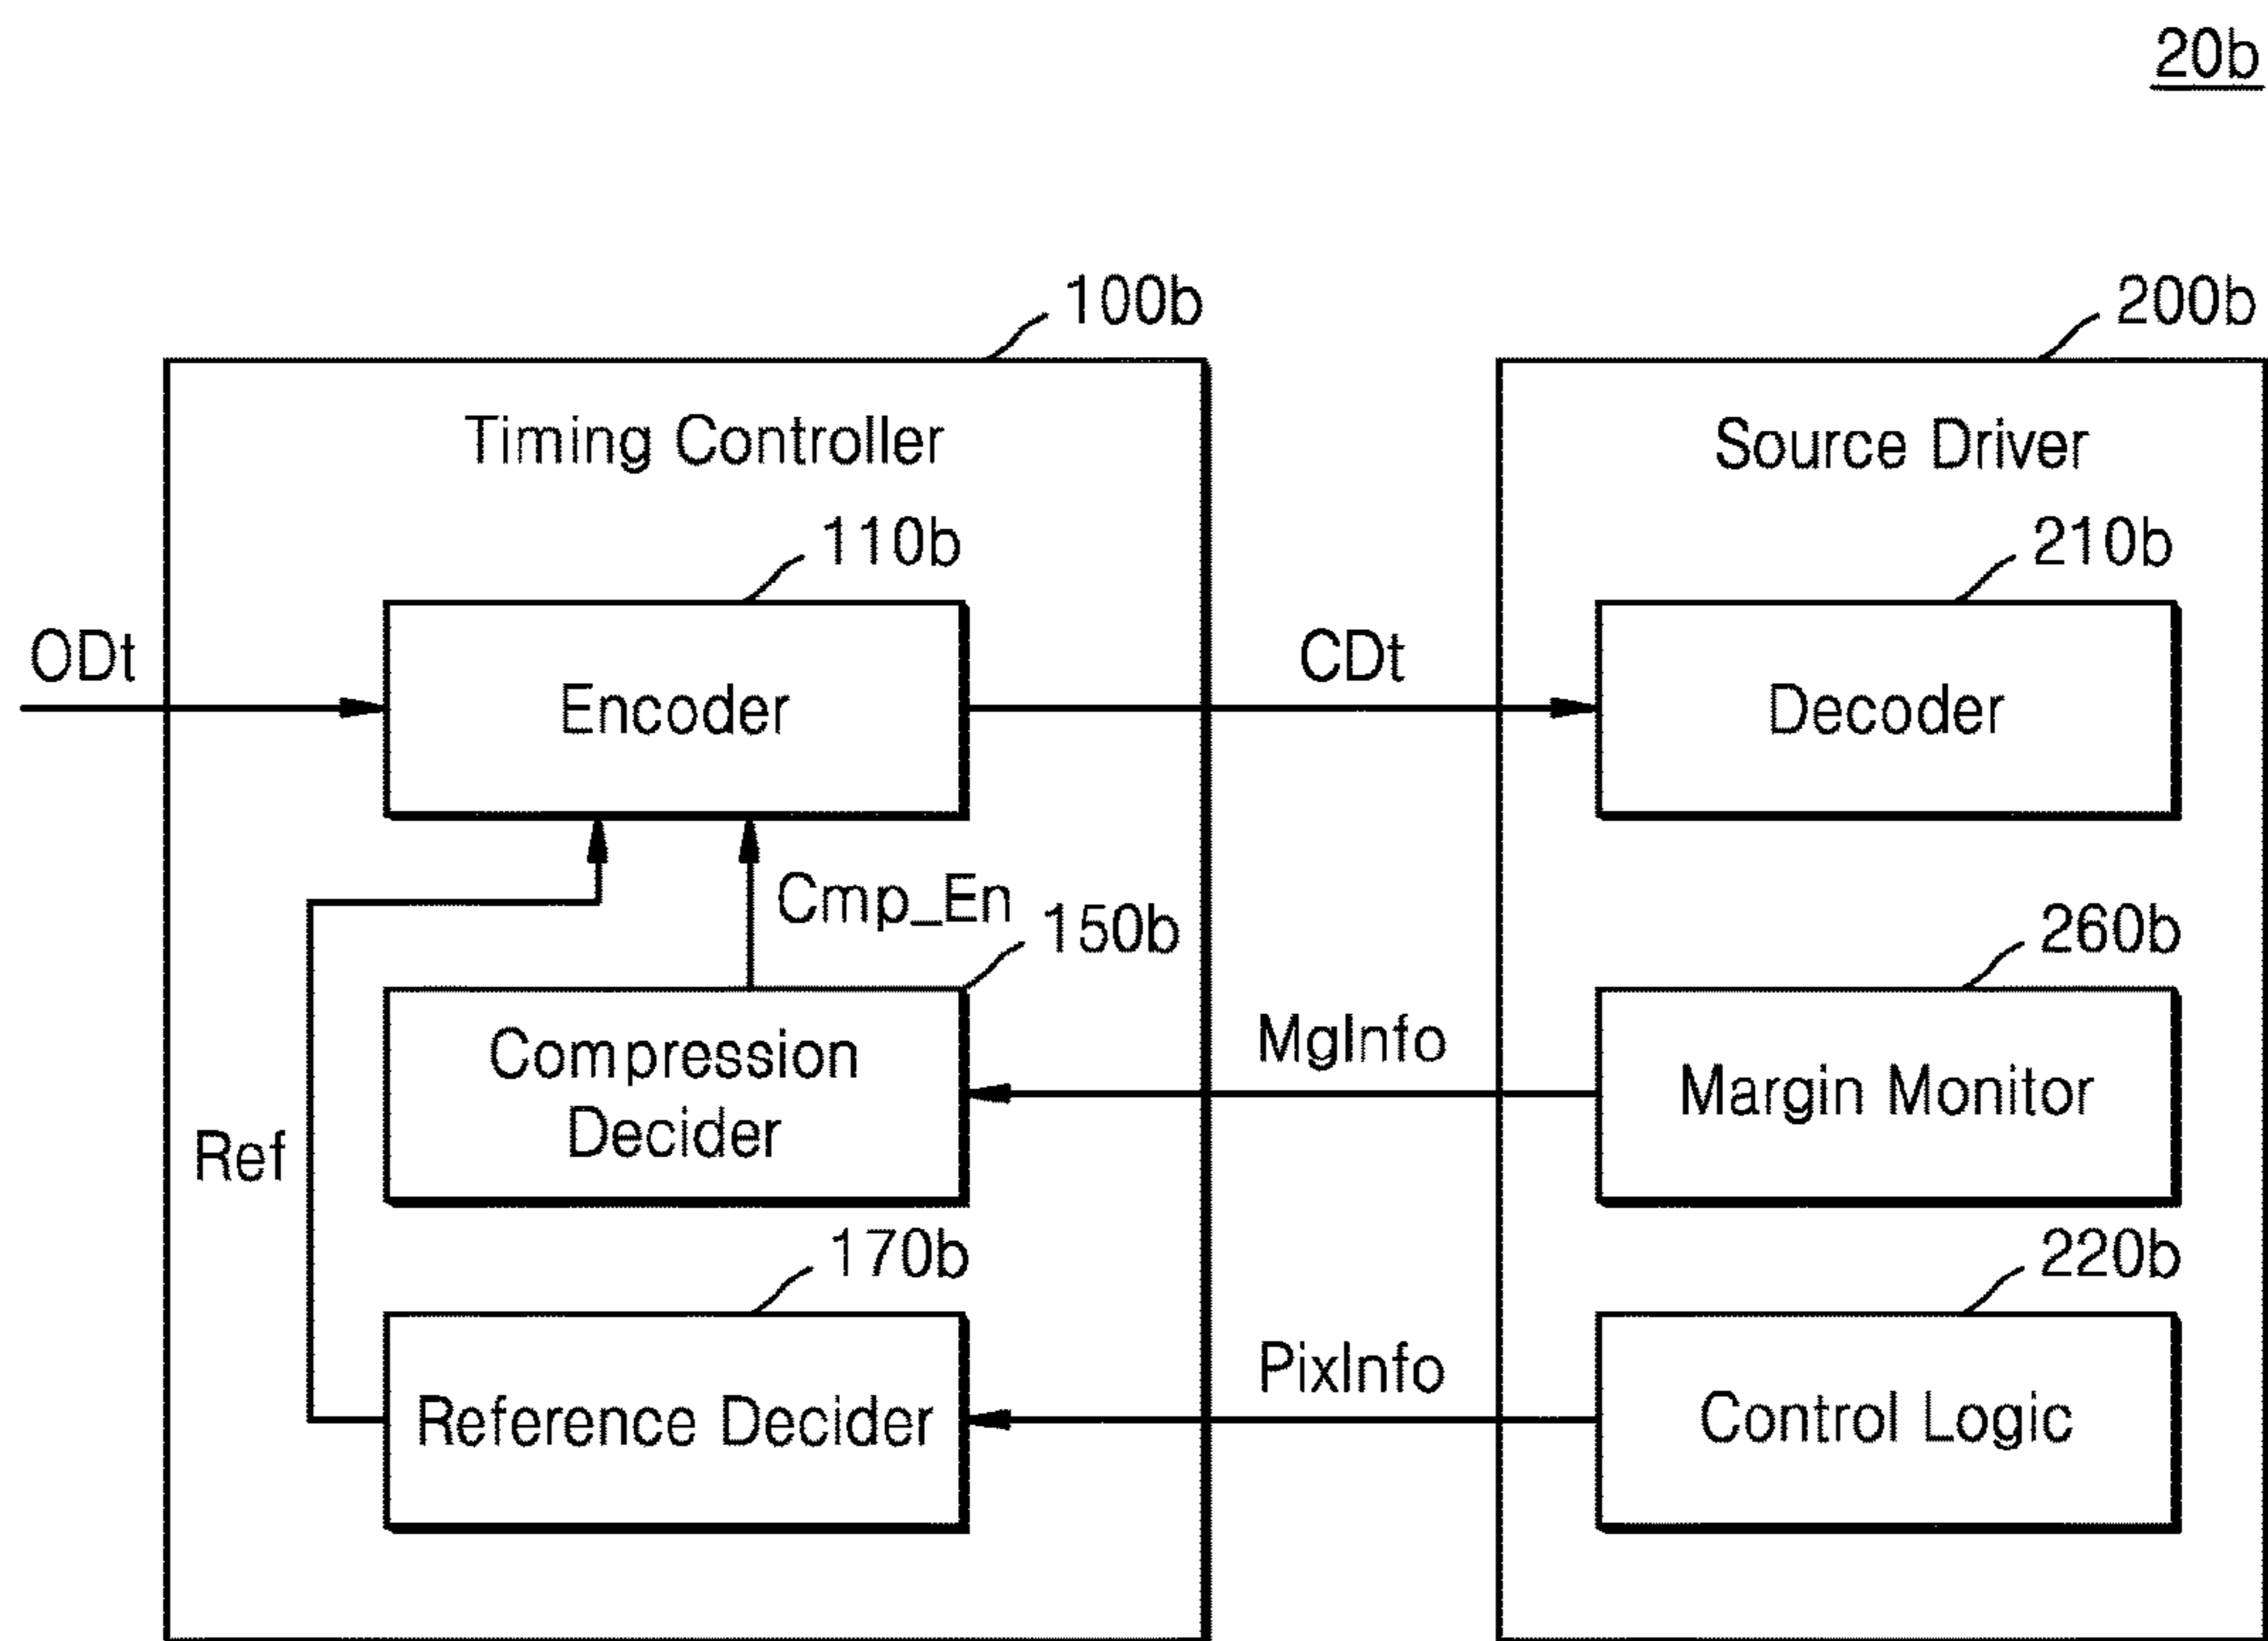 20b
100b
200b
Timing Controller
Source Driver
110b
210b
ODt
Encoder
CDt
Decoder
Cmp_En
150b
260b
Compression
Decider
MgInfo
Margin Monitor
Ref
170b
220b
Reference Decider
PixInfo
Control Logic